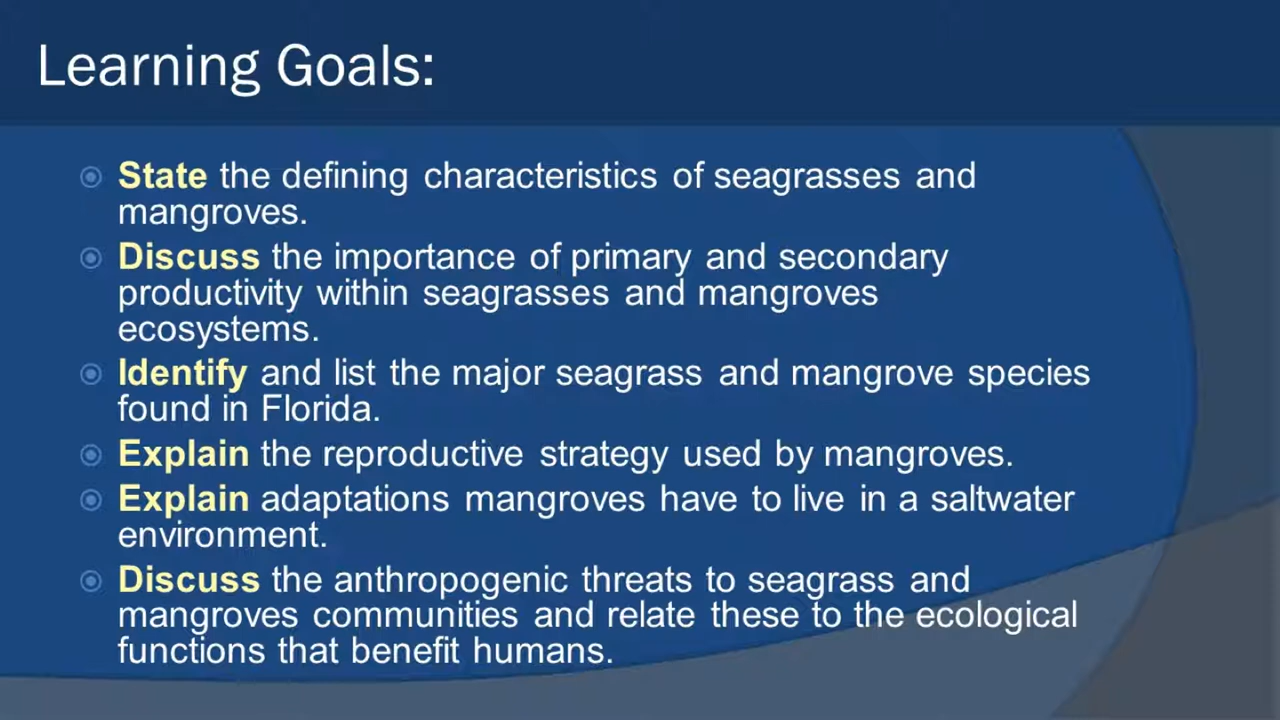 Learning Goals:
State the defining characteristics of seagrasses and
mangroves.
Discuss the importance of primary and secondary
productivity within seagrasses and mangroves
ecosystems.
Identify and list the major seagrass and mangrove species
found in Florida.
Explain the reproductive strategy used by mangroves.
Explain adaptations mangroves have to live in a saltwater
environment.
Discuss the anthropogenic threats to seagrass and
mangroves communities and relate these to the ecological
functions that benefit humans.